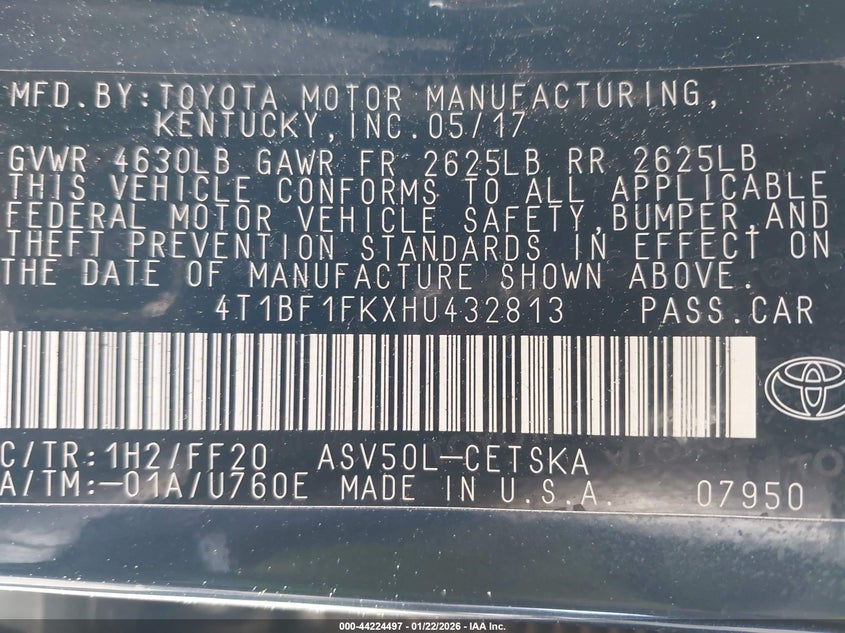 MFD.BY:TOYOTA MOTOR MANUFACTURING,
KENTUCKY,INC.05/17
GVWR 4630LB GAWR FR 2625LB RR 2625LB
THIS VEHICLE CONFORMS TO ALL APPLICABLE
FEDERAL MOTOR VEHICLE SAFETY,BUMPER,AND
THEFT PREVENTION STANDARDS IN EFFECT ON
THE DATE OF MANUFACTURE SHOWN ABOVE.
4T1BF1FKXHU432813 PASS.CAR
C/TR:1H2/FF20 ASV50L-CETSKA
A/TM:-01A/U760E MADE IN U.S.A. 07950
000-44224497 - 01/22/2026 - IAA Inc.